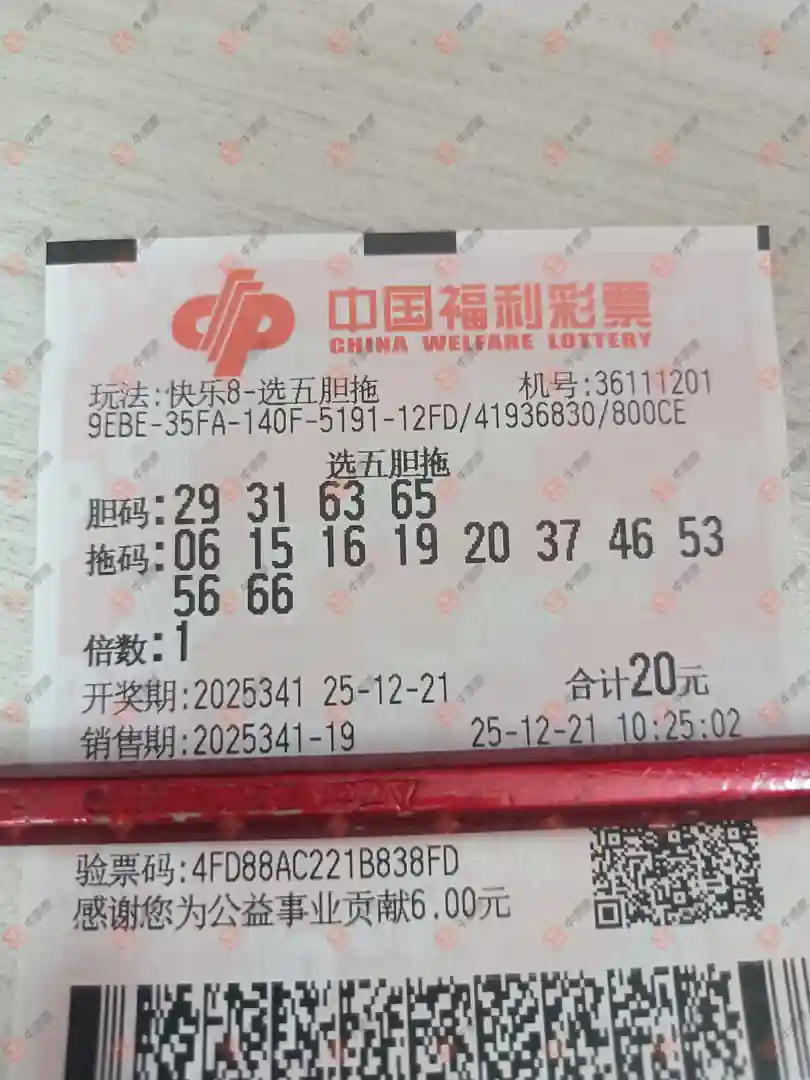 中国福利彩票
CHINA WELFARE LOTTERY
玩法:快乐8-选五胆拖 机号:36111201
9EBE-35FA-140F-5191-12FD/41936830/800CE
选五胆拖
胆码:29 31 63 65
拖码:06 15 16 19 20 37 46 53
56 66
倍数:1
开奖期:2025341 25-12-21 合计20元
销售期:2025341-19 25-12-21 10:25:02
验票码:4FD88AC221B838FD
感谢您为公益事业贡献6.00元